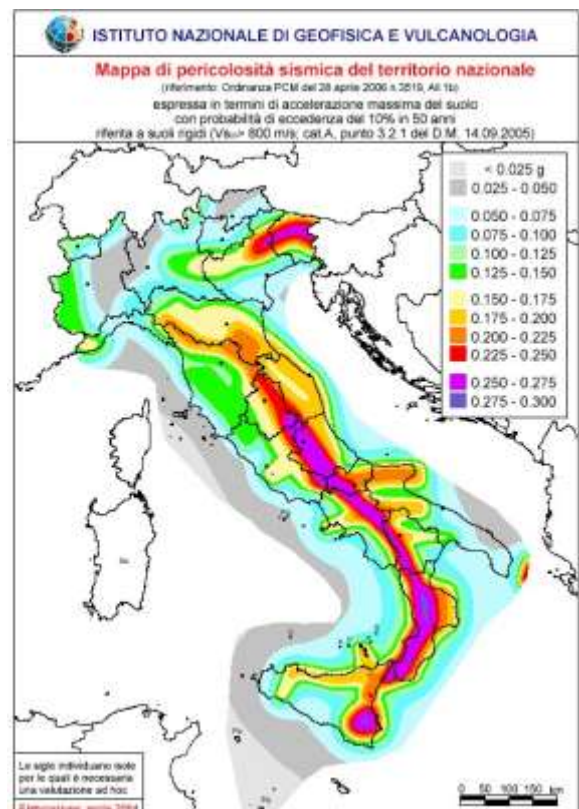 ISTITUTO NAZIONALE DI GEOFISICA E VULCANOLOGIA
Mappa di pericolosità sismica del territorio nazionale
(riferimento: Ordinanza PCM del 28 aprile 2006 n.3519, All.1b)
espressa in termini di accelerazione massima del suolo
con probabilità di eccedenza del 10% in 50 anni
riferita a suoli rigidi (Vs > 800 m/s; cat.A, punto 3.2.1 del D.M. 14.09.2005)
< 0.025 g
0.025 - 0.050
0.050 - 0.075
0.075 - 0.100
0.100 - 0.125
0.125 - 0.150
0.150 - 0.175
0.175 - 0.200
0.200 - 0.225
0.225 - 0.250
0.250 - 0.275
0.275 - 0.300
Le sigle individuano isole
per le quali è necessaria
una valutazione ad hoc
Elaborazione: aprile 2004
0 50 100 150 km